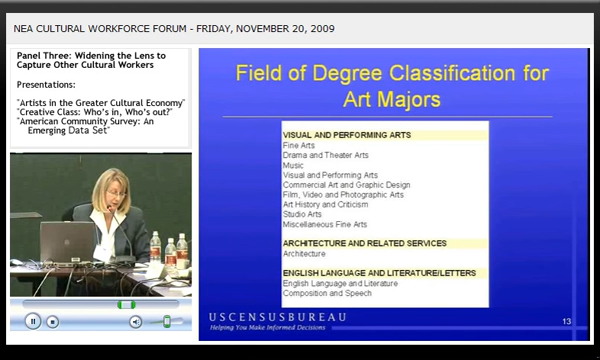 NEA CULTURAL WORKFORCE FORUM - FRIDAY, NOVEMBER 20, 2009
Panel Three: Widening the Lens to
Capture Other Cultural Workers
Presentations:
"Artists in the Greater Cultural Economy"
"Creative Class: Who's in, Who's out?"
"American Community Survey: An
Emerging Data Set"
Field of Degree Classification for
Art Majors
VISUAL AND PERFORMING ARTS
Fine Arts
Drama and Theater Arts
Music
Visual and Performing Arts
Commercial Art and Graphic Design
Film, Video and Photographic Arts
Art History and Criticism
Studio Arts
Miscellaneous Fine Arts
ARCHITECTURE AND RELATED SERVICES
Architecture
ENGLISH LANGUAGE AND LITERATURE/LETTERS
English Language and Literature
Composition and Speech
USCENSUSBUREAU
Helping You Make Informed Decisions
13